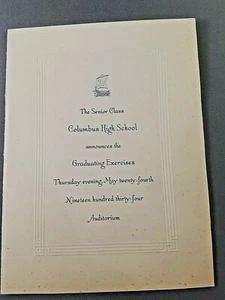 The Senior Class
Columbus High School
announces the
Graduating Exercises
Thursday evening, May twenty-fourth
Nineteen hundred thirty-four
Auditorium